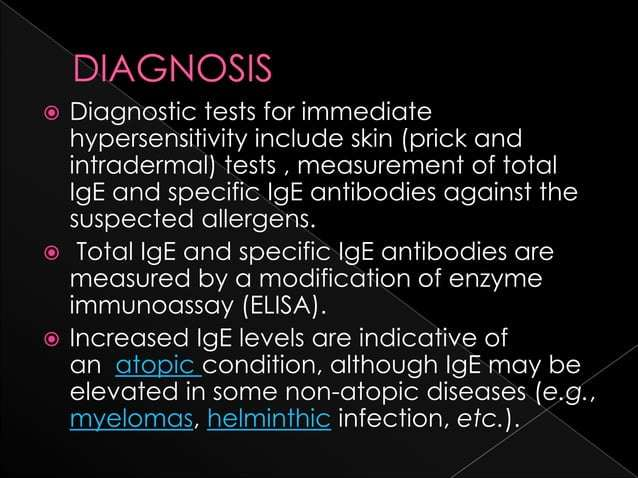 DIAGNOSIS
Diagnostic tests for immediate
hypersensitivity include skin (prick and
intradermal) tests , measurement of total
IgE and specific IgE antibodies against the
suspected allergens.
Total IgE and specific IgE antibodies are
measured by a modification of enzyme
immunoassay (ELISA).
Increased IgE levels are indicative of
an atopic condition, although IgE may be
elevated in some non-atopic diseases (e.g.,
myelomas, helminthic infection, etc.).